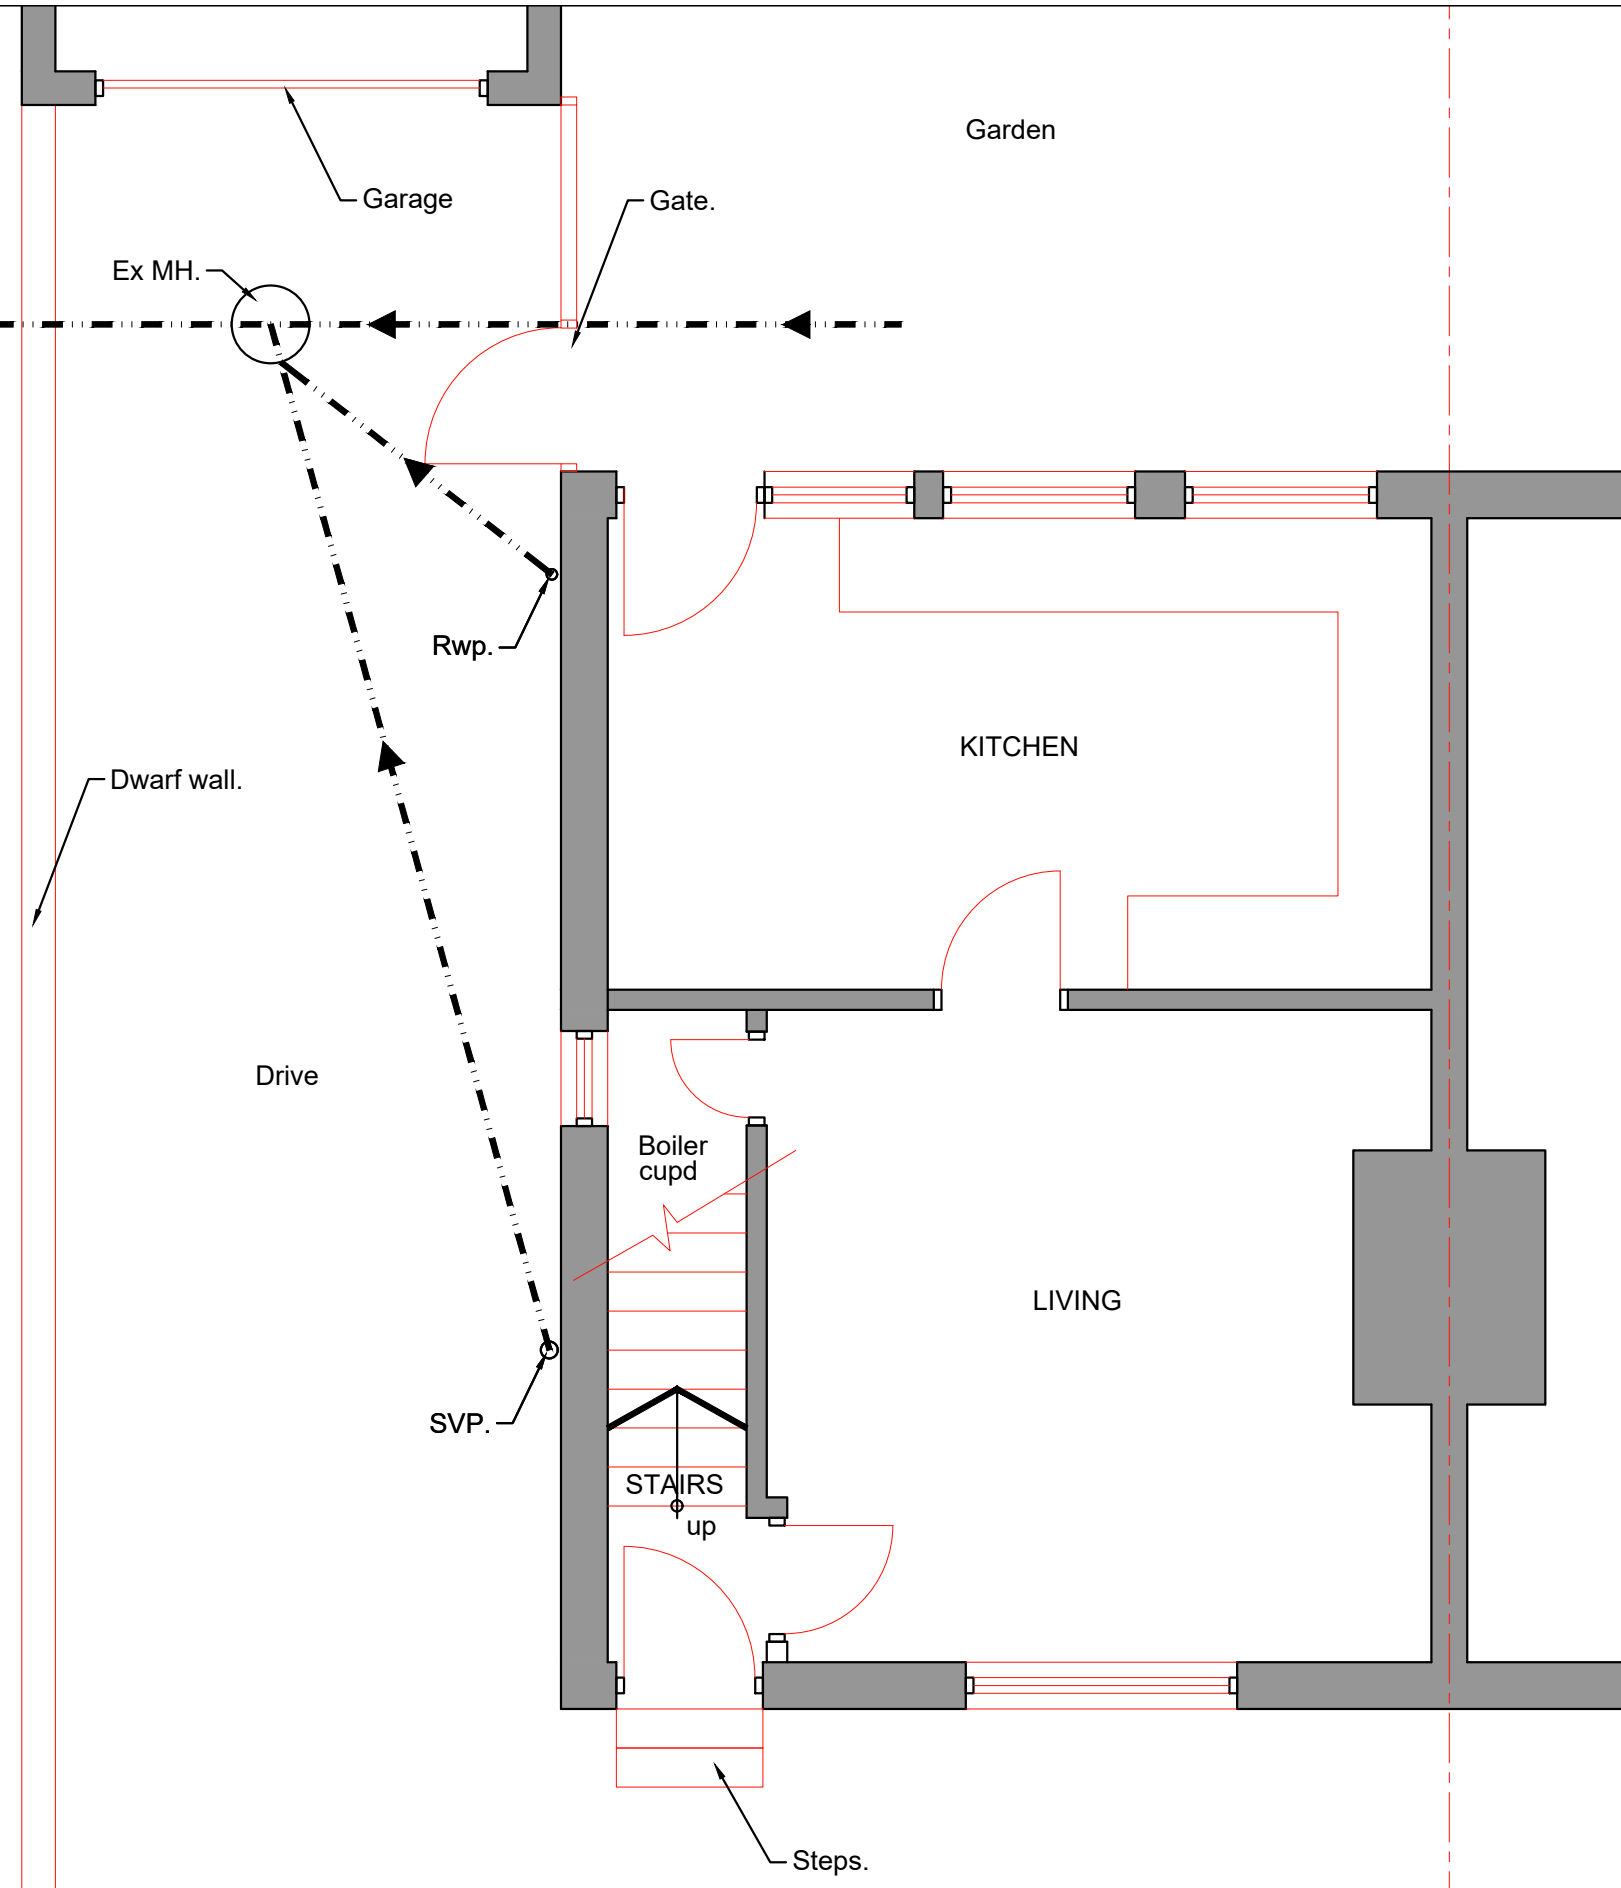 Garden
Garage
Gate.
Ex MH.
Rwp.
KITCHEN
Dwarf wall.
Drive
Boiler
cupd
LIVING
SVP.
STAIRS
up
Steps.